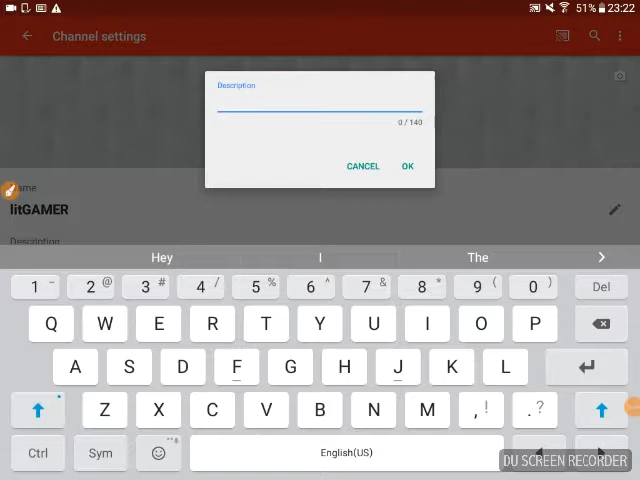 51% 23:22
Channel settings
Description
0 / 140
CANCEL OK
ame
litGAMER
Description
Hey I The
1 - 2 @ 3 # 4 / 5 % 6 ^ 7 & 8 * 9 ( 0 ) Del
Q W E R T Y U I O P
A S D F G H J K L
Z X C V B N M , ! . ?
Ctrl Sym English(US)
DU SCREEN RECORDER